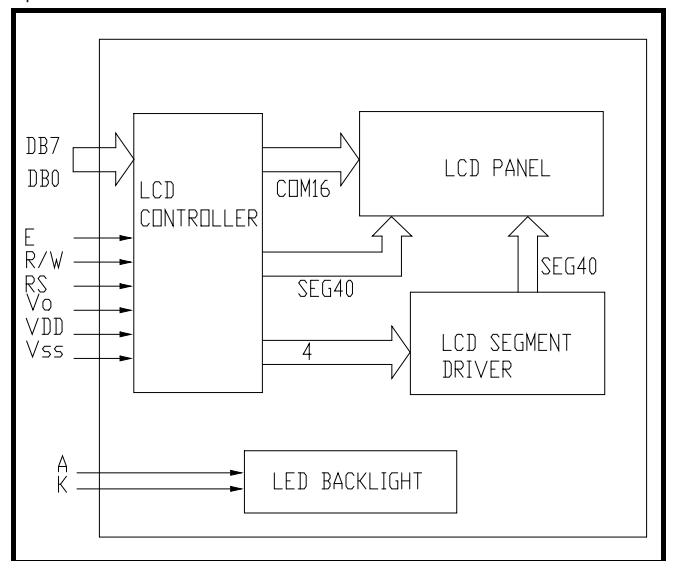 DB7
DB0
E
R/W
RS
Vo
VDD
Vss
LCD
CONTROLLER
COM16
LCD PANEL
SEG40
SEG40
4
LCD SEGMENT
DRIVER
A
K
LED BACKLIGHT